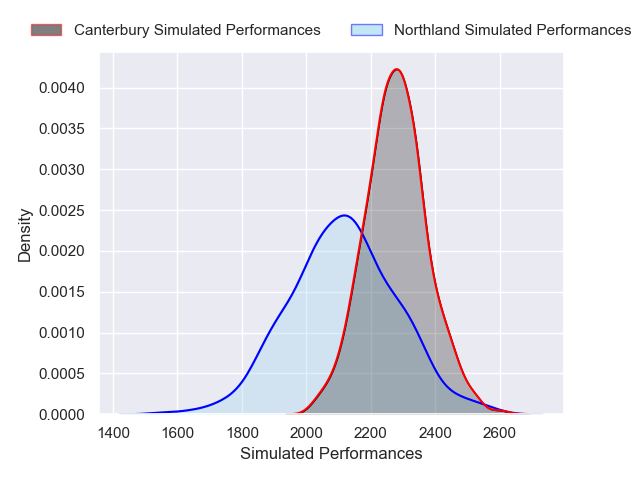 Canterbury Simulated Performances
Northland Simulated Performances
0.0040
0.0035
0.0030
0.0025
0.0020
0.0015
0.0010
0.0005
0.0000
Density
1400 1600 1800 2000 2200 2400 2600
Simulated Performances